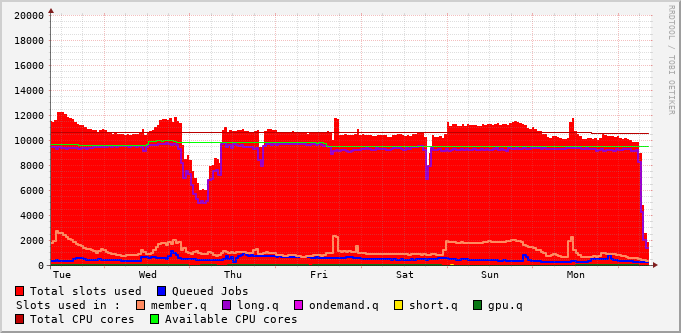 20000
18000
16000
14000
12000
10000
8000
6000
4000
2000
0
Tue Wed Thu Fri Sat Sun Mon
Total slots used Queued Jobs
Slots used in : member.q long.q ondemand.q short.q gpu.q
Total CPU cores Available CPU cores
RRDTOOL / TOBI OETIKER